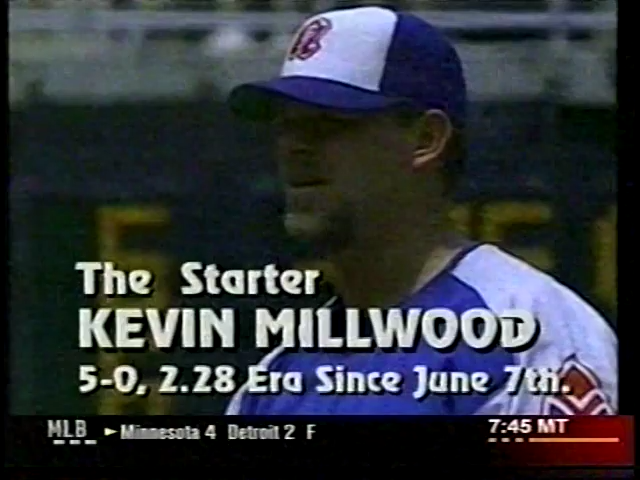 The Starter
KEVIN MILLWOOD
5-0, 2.28 Era Since June 7th.
MLB ►Minnesota 4 Detroit 2 F
7:45 MT